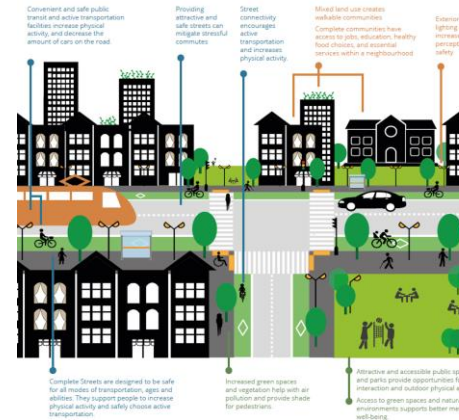 Convenient and safe public
transit and active transportation
facilities increase physical
activity, and decrease the
amount of cars on the road
Providing
attractive and
safe streets can
mitigate stressful
commutes
Street
connectivity
encourages
active
transportation
and increases
physical activity
Mixed land use creates
walkable communities
Complete communities have
access to jobs, education, healthy
food choices, and essential
services within a neighbourhood
Exterior
lighting
increase
percept
safety
Complete Streets are designed to be safe
for all modes of transportation, ages and
abilities. They support people to increase
physical activity and safely choose active
transportation.
Increased green spaces
and vegetation help with air
pollution and provide shade
for pedestrians.
Attractive and accessible public sp
and parks provide opportunities f
interaction and outdoor physical a
Access to green spaces and natur
environments supports better me
well-being